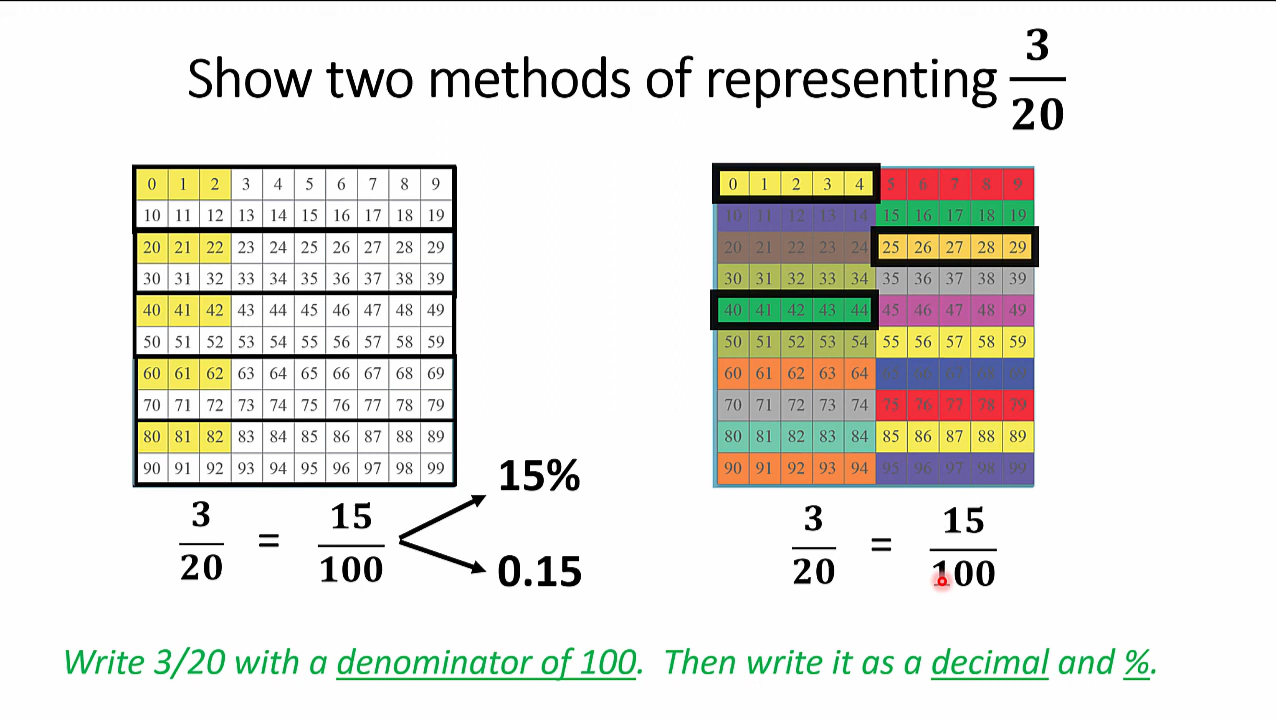 Show two methods of representing 3/20
0 1 2 3 4 5 6 7 8 9
10 11 12 13 14 15 16 17 18 19
20 21 22 23 24 25 26 27 28 29
30 31 32 33 34 35 36 37 38 39
40 41 42 43 44 45 46 47 48 49
50 51 52 53 54 55 56 57 58 59
60 61 62 63 64 65 66 67 68 69
70 71 72 73 74 75 76 77 78 79
80 81 82 83 84 85 86 87 88 89
90 91 92 93 94 95 96 97 98 99
3/20 = 15/100
15%
0.15
0 1 2 3 4 5 6 7 8 9
10 11 12 13 14 15 16 17 18 19
20 21 22 23 24 25 26 27 28 29
30 31 32 33 34 35 36 37 38 39
40 41 42 43 44 45 46 47 48 49
50 51 52 53 54 55 56 57 58 59
60 61 62 63 64 65 66 67 68 69
70 71 72 73 74 75 76 77 78 79
80 81 82 83 84 85 86 87 88 89
90 91 92 93 94 95 96 97 98 99
3/20 = 15/100
Write 3/20 with a denominator of 100. Then write it as a decimal and %.